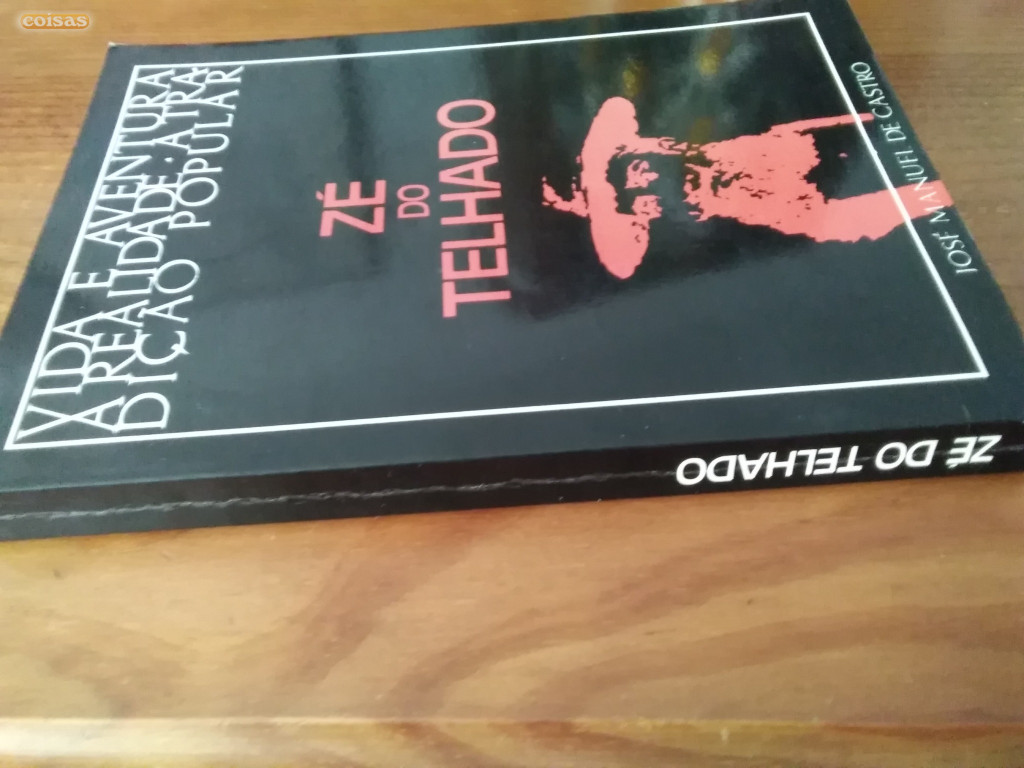 coisas
VIDA E AVENTURA.
A REALIDADE. A TRA-
DIÇÃO POPULAR
ZÉ
DO
TELHADO
JOSÉ MANUEL DE CASTRO
ZÉ DO TELHADO